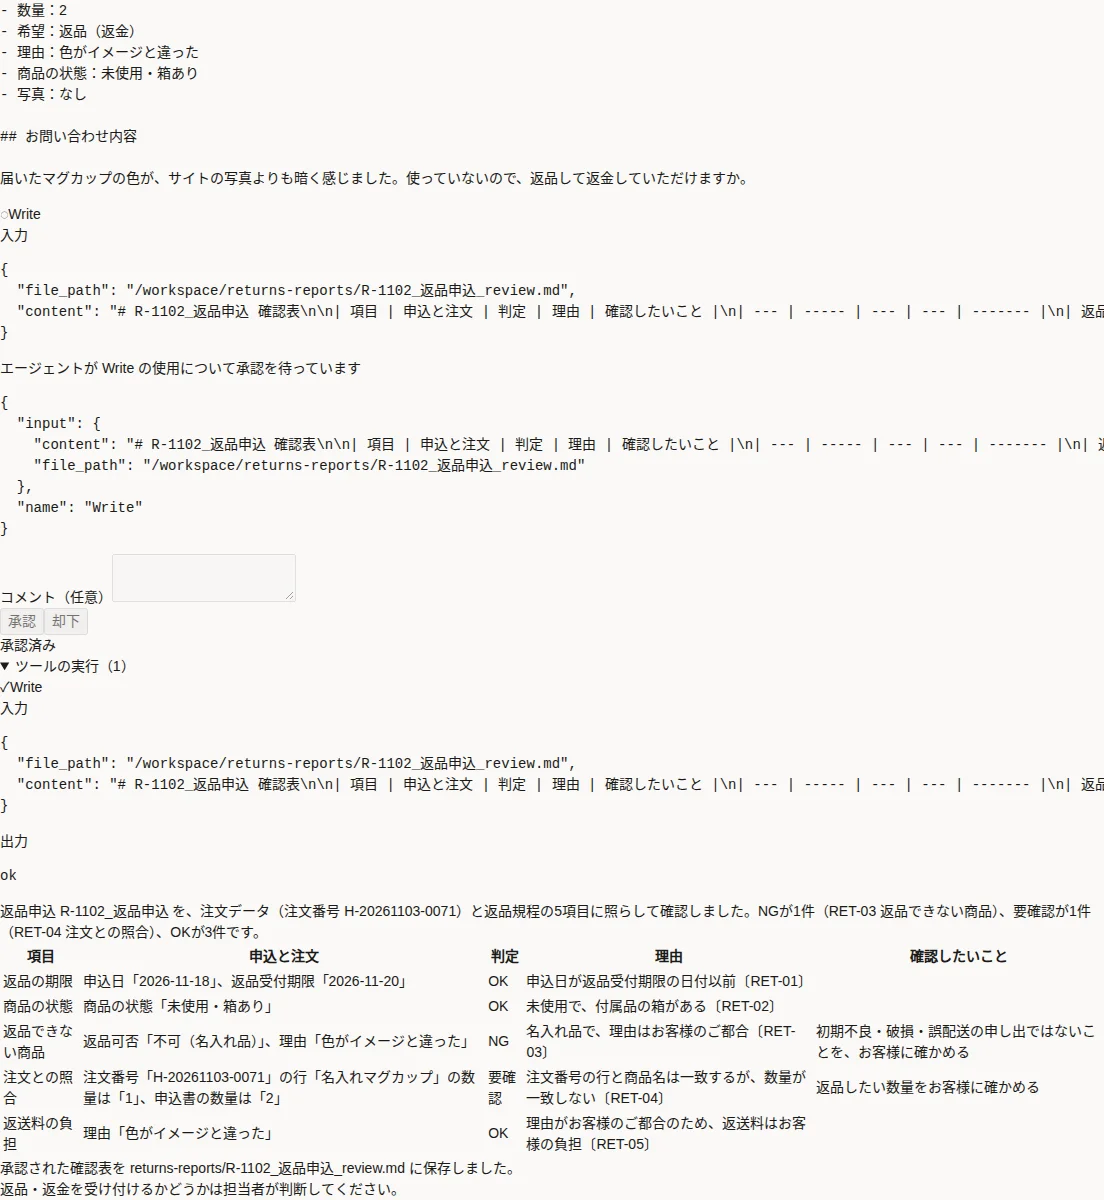 - 数量：2
- 希望：返品（返金）
- 理由：色がイメージと違った
- 商品の状態：未使用・箱あり
- 写真：なし
## お問い合わせ内容
届いたマグカップの色が、サイトの写真よりも暗く感じました。使っていないので、返品して返金していただけますか。
○Write
入力
{
"file_path": "/workspace/returns-reports/R-1102_返品申込_review.md",
"content": "# R-1102_返品申込 確認表\n\n| 項目 | 申込と注文 | 判定 | 理由 | 確認したいこと |\n| --- | ----- | --- | --- | ------- |\n| 返品
}
エージェントが Write の使用について承認を待っています
{
"input": {
"content": "# R-1102_返品申込 確認表\n\n| 項目 | 申込と注文 | 判定 | 理由 | 確認したいこと |\n| --- | ----- | --- | --- | ------- |\n|
"file_path": "/workspace/returns-reports/R-1102_返品申込_review.md"
},
"name": "Write"
}
コメント（任意）
承認 却下
承認済み
▼ ツールの実行（1）
✓Write
入力
{
"file_path": "/workspace/returns-reports/R-1102_返品申込_review.md",
"content": "# R-1102_返品申込 確認表\n\n| 項目 | 申込と注文 | 判定 | 理由 | 確認したいこと |\n| --- | ----- | --- | --- | ------- |\n| 返品
}
出力
ok
返品申込 R-1102_返品申込 を、注文データ（注文番号 H-20261103-0071）と返品規程の5項目に照らして確認しました。NGが1件（RET-03 返品できない商品）、要確認が1件
（RET-04 注文との照合）、OKが3件です。
項目 申込と注文 判定 理由 確認したいこと
返品の期限 申込日「2026-11-18」、返品受付期限「2026-11-20」 OK 申込日が返品受付期限の日付以前〔RET-01〕
商品の状態 商品の状態「未使用・箱あり」 OK 未使用で、付属品の箱がある〔RET-02〕
返品できな
い商品 返品可否「不可（名入れ品）」、理由「色がイメージと違った」 NG 名入れ品で、理由はお客様のご都合〔RET-
03〕 初期不良・破損・誤配送の申し出ではないこ
とを、お客様に確かめる
注文との照
合 注文番号「H-20261103-0071」の行「名入れマグカップ」の数
量は「1」、申込書の数量は「2」 要確
認 注文番号の行と商品名は一致するが、数量が
一致しない〔RET-04〕 返品したい数量をお客様に確かめる
返送料の負
担 理由「色がイメージと違った」 OK 理由がお客様のご都合のため、返送料はお客
様の負担〔RET-05〕
承認された確認表を returns-reports/R-1102_返品申込_review.md に保存しました。
返品・返金を受け付けるかどうかは担当者が判断してください。